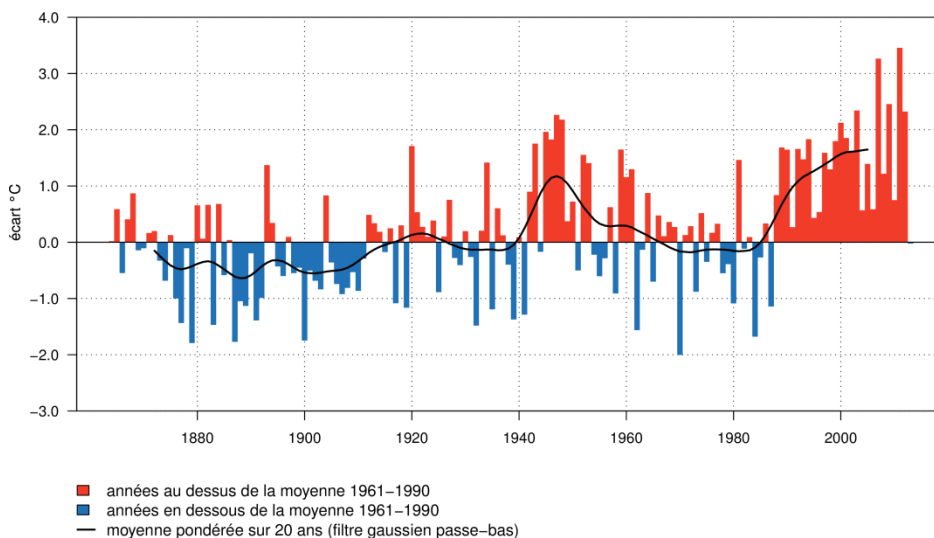 4.0
3.0
2.0
1.0
0.0
−1.0
−2.0
−3.0
écart °C
1880 1900 1920 1940 1960 1980 2000
années au dessus de la moyenne 1961−1990
années en dessous de la moyenne 1961−1990
moyenne pondérée sur 20 ans (filtre gaussien passe−bas)